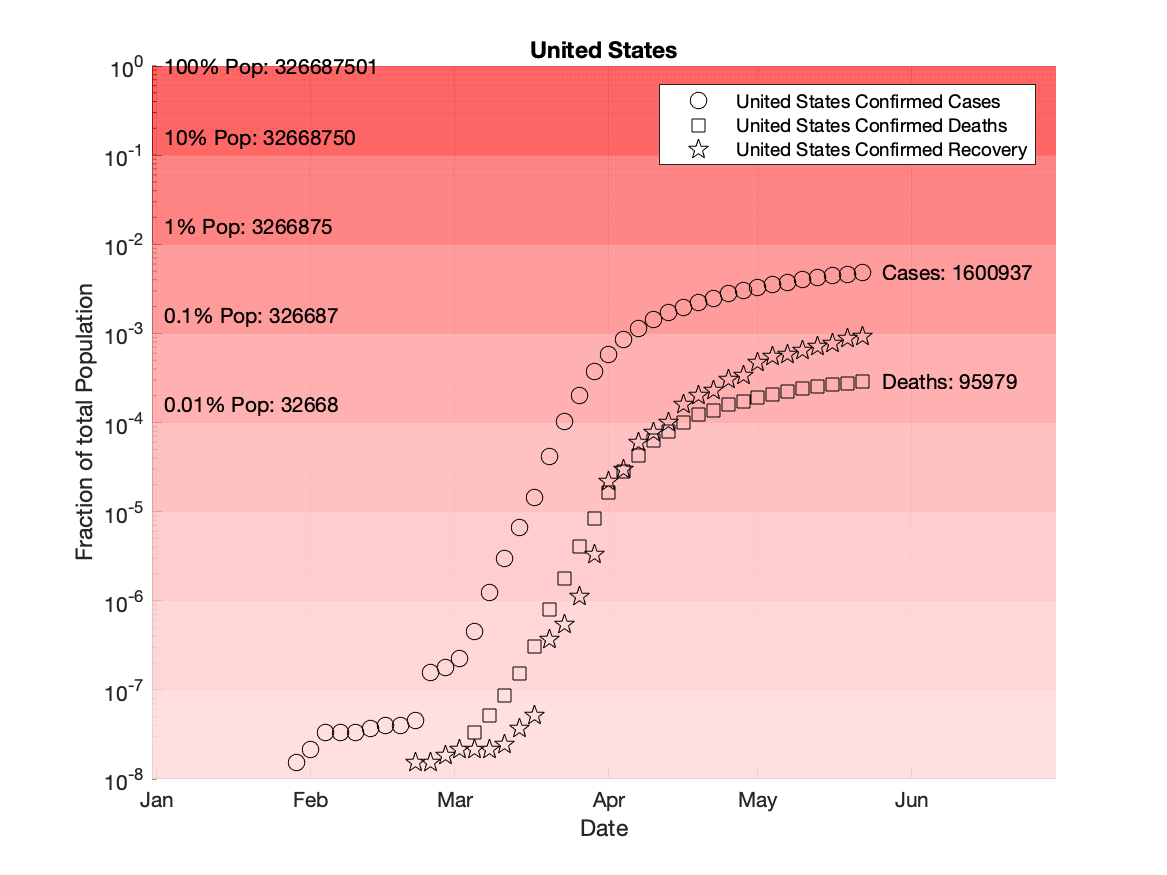 United States
10^0
100% Pop: 326687501
United States Confirmed Cases
United States Confirmed Deaths
United States Confirmed Recovery
10% Pop: 32668750
10^-1
1% Pop: 3266875
10^-2
Cases: 1600937
0.1% Pop: 326687
10^-3
Deaths: 95979
0.01% Pop: 32668
10^-4
10^-5
10^-6
10^-7
10^-8
Fraction of total Population
Jan Feb Mar Apr May Jun
Date